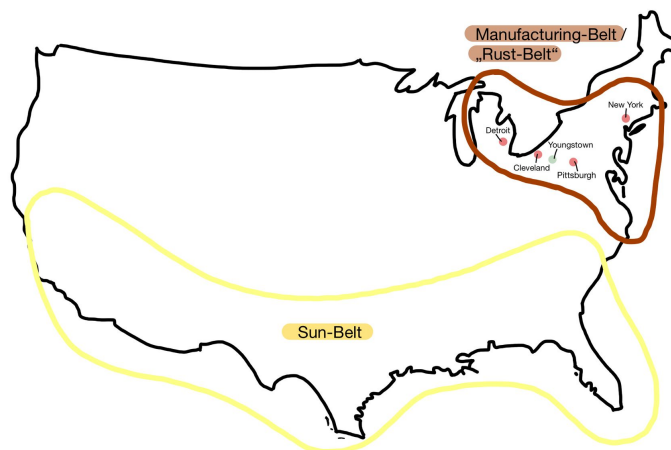 Manufacturing-Belt /
„Rust-Belt“
New York
Detroit
Youngstown
Cleveland
Pittsburgh
Sun-Belt